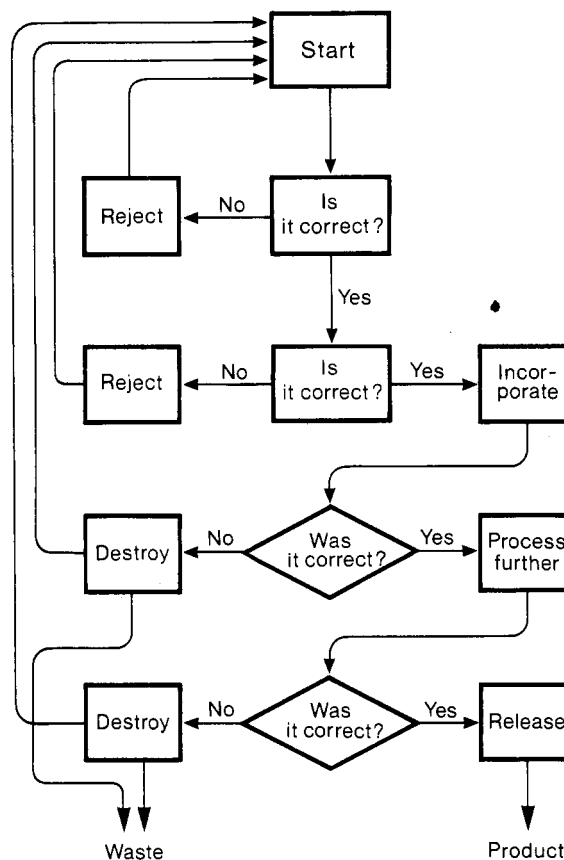 Start
Is
it correct?
No
Reject
Yes
Is
it correct?
No
Reject
Yes
Incor-
porate
Was
it correct?
No
Destroy
Yes
Process
further
Was
it correct?
No
Destroy
Yes
Release
Waste
Product